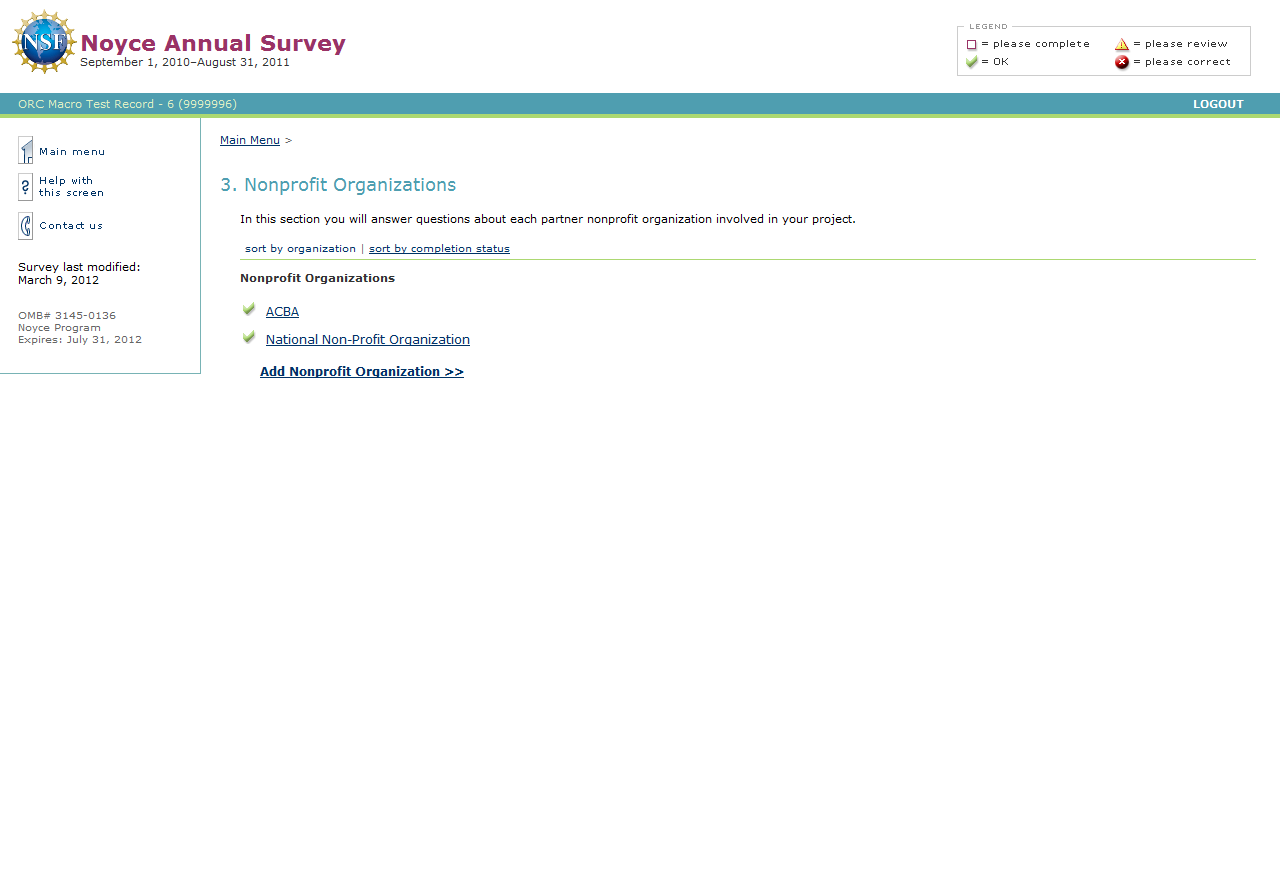 NSF
Noyce Annual Survey
September 1, 2010–August 31, 2011
LEGEND
= please complete
= please review
= OK
= please correct
ORC Macro Test Record - 6 (9999996)
LOGOUT
Main menu
Help with
this screen
Contact us
Survey last modified:
March 9, 2012
OMB# 3145-0136
Noyce Program
Expires: July 31, 2012
Main Menu >
3. Nonprofit Organizations
In this section you will answer questions about each partner nonprofit organization involved in your project.
sort by organization | sort by completion status
Nonprofit Organizations
ACBA
National Non-Profit Organization
Add Nonprofit Organization >>